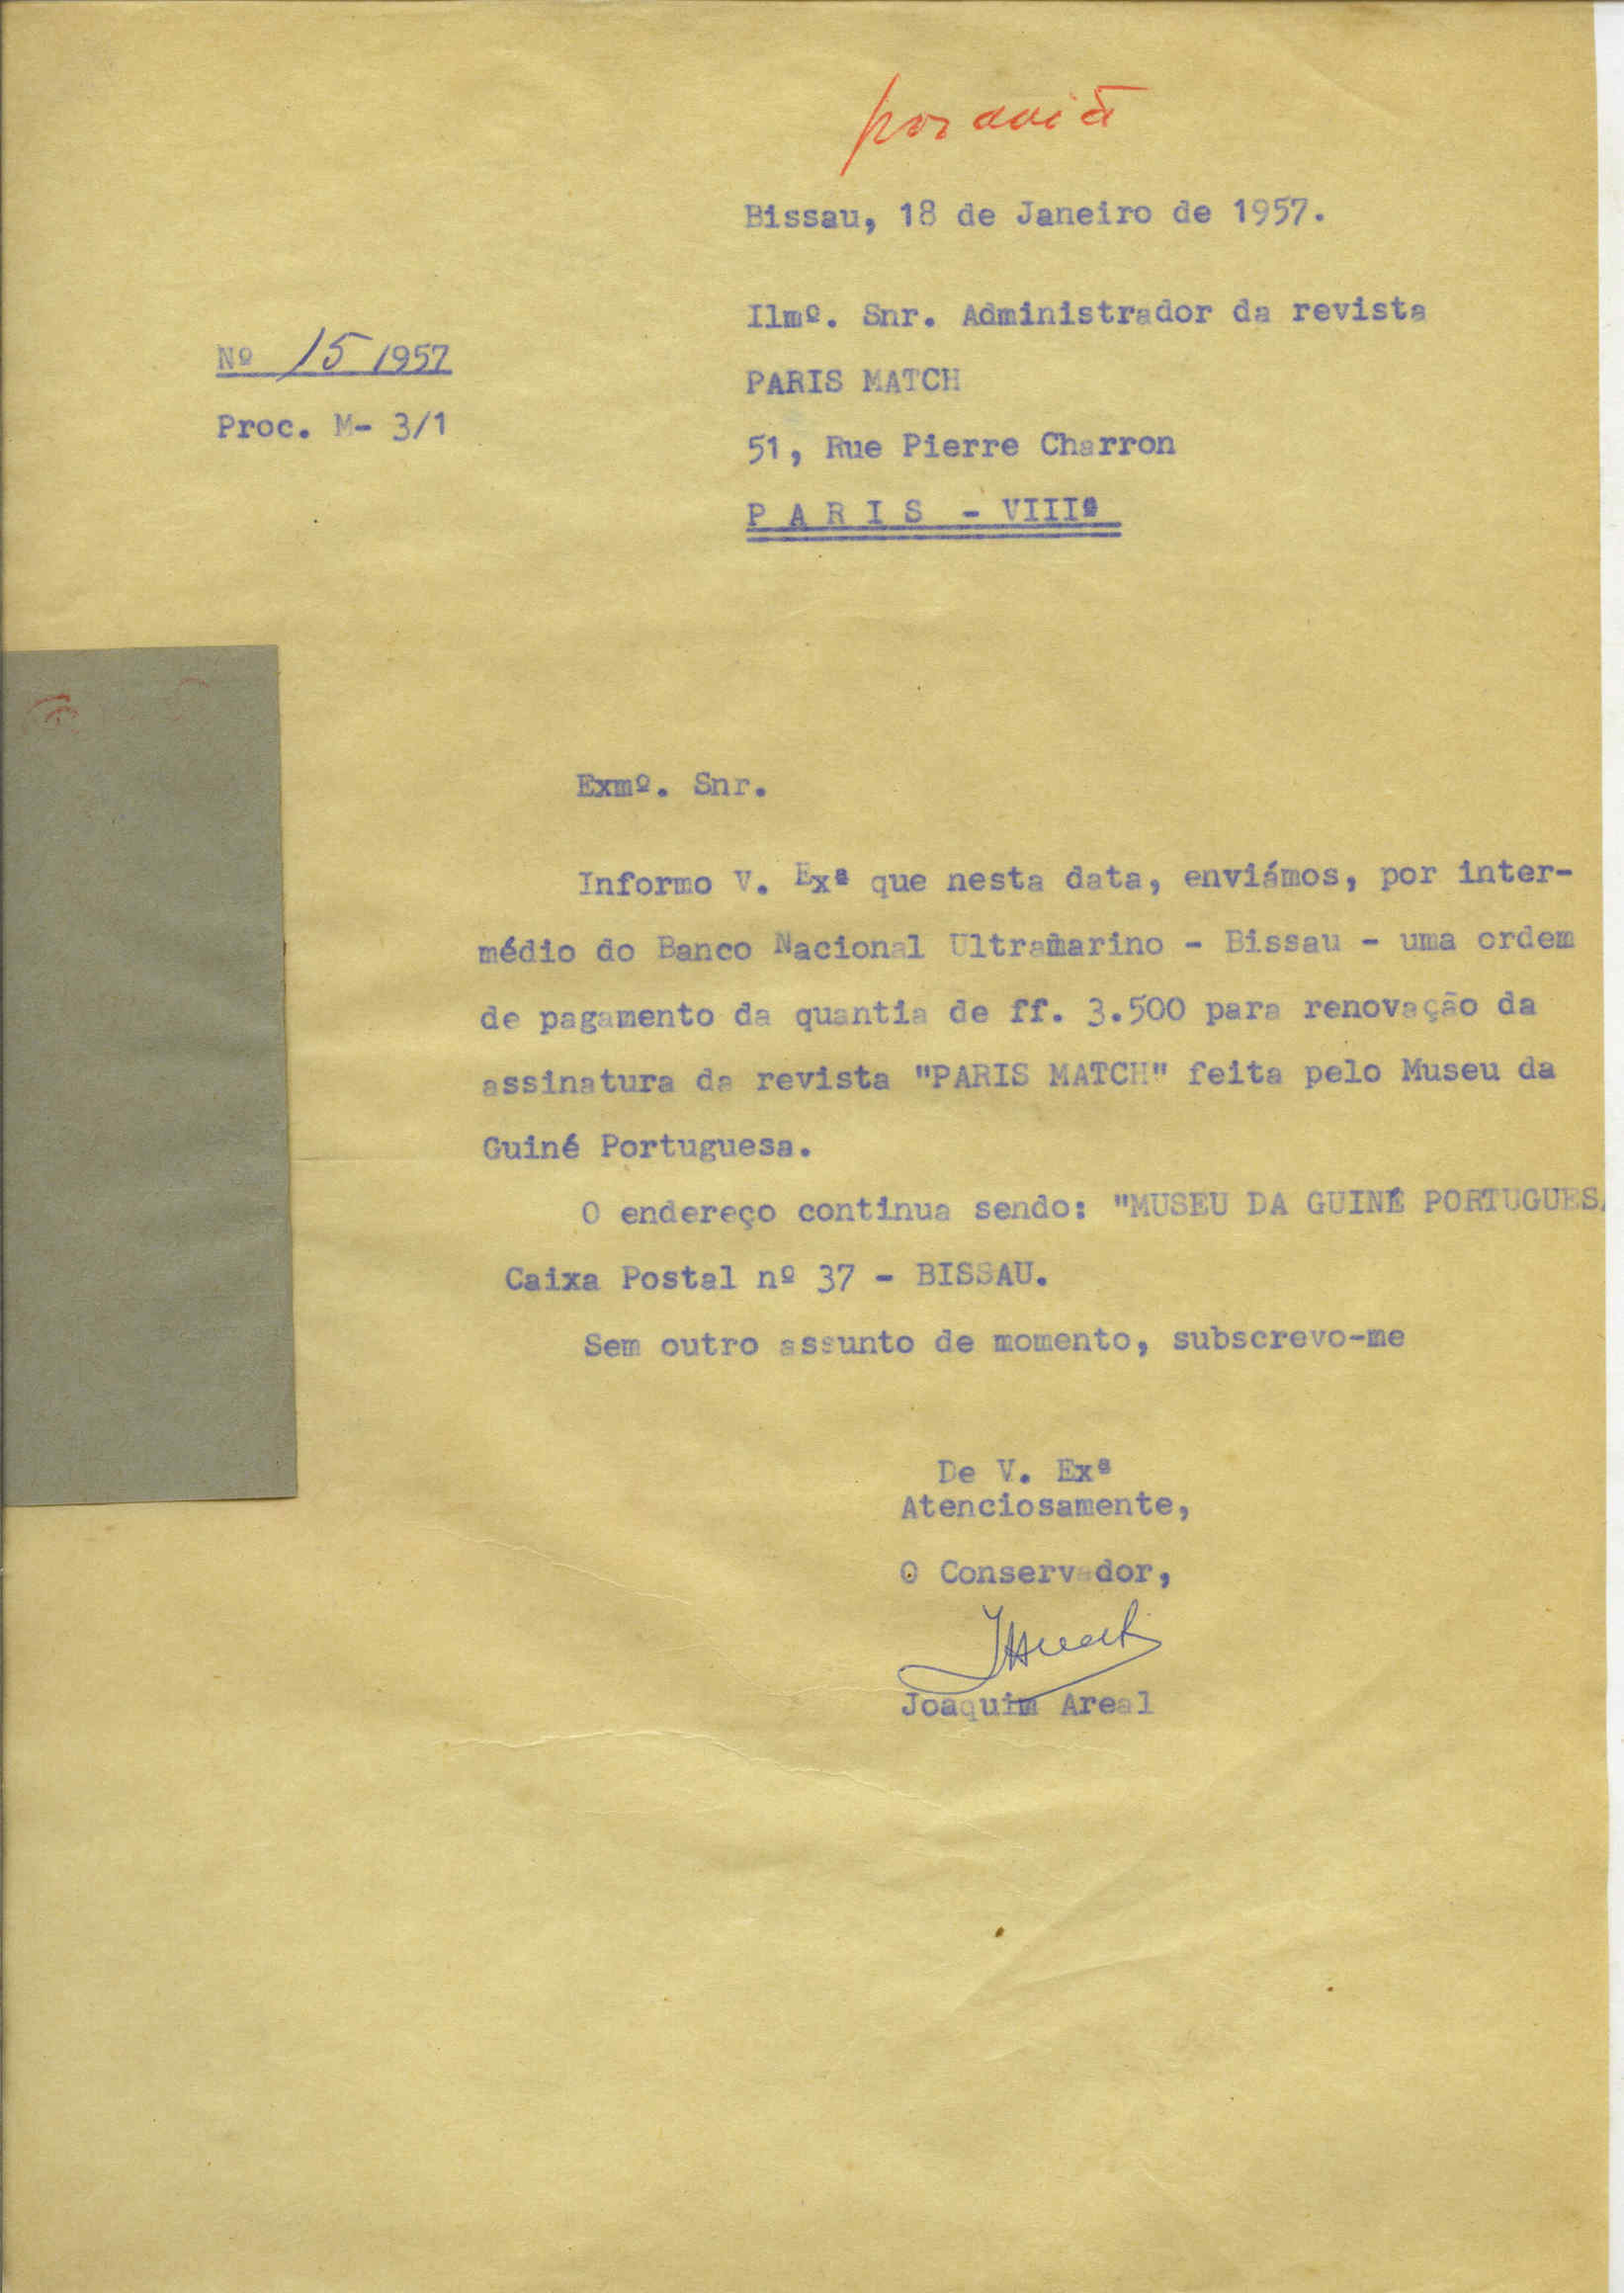 por aviã
Bissau, 18 de Janeiro de 1957.
Ilmº. Snr. Administrador da revista
Nº 15/1957
PARIS MATCH
Proc. M- 3/1
51, Rue Pierre Charron
P A R I S - VIIIº
Exmº. Snr.
Informo V. Exª que nesta data, enviámos, por inter-
médio do Banco Nacional Ultramarino - Bissau - uma ordem
de pagamento da quantia de ff. 3.500 para renovação da
assinatura da revista "PARIS MATCH" feita pelo Museu da
Guiné Portuguesa.
O endereço continua sendo: "MUSEU DA GUINÉ PORTUGUESA
Caixa Postal nº 37 - BISSAU.
Sem outro assunto de momento, subscrevo-me
De V. Exª
Atenciosamente,
O Conservador,
JAreal
Joaquim Areal